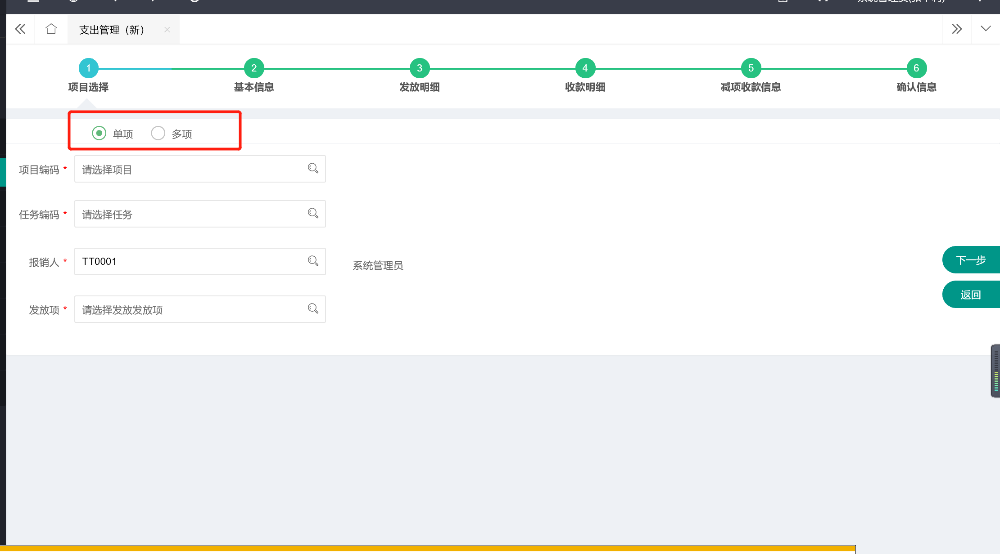 支出管理（新）
1
2
3
4
5
6
项目选择
基本信息
发放明细
收款明细
减项收款信息
确认信息
单项 多项
项目编码 * 请选择项目
任务编码 * 请选择任务
报销人 * TT0001 系统管理员
发放项 * 请选择发放发放项
下一步
返回